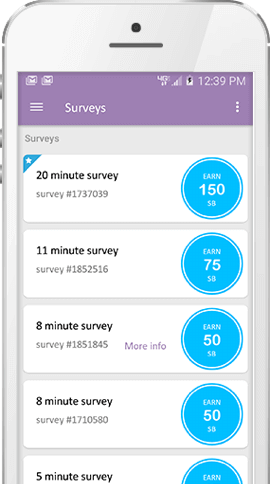 4G 12:39 PM
Surveys
Surveys
20 minute survey
survey #1737039
EARN
150
SB
11 minute survey
survey #1852516
EARN
75
SB
8 minute survey
survey #1851845
More info
EARN
50
SB
8 minute survey
survey #1710580
EARN
50
SB
5 minute survey
EARN